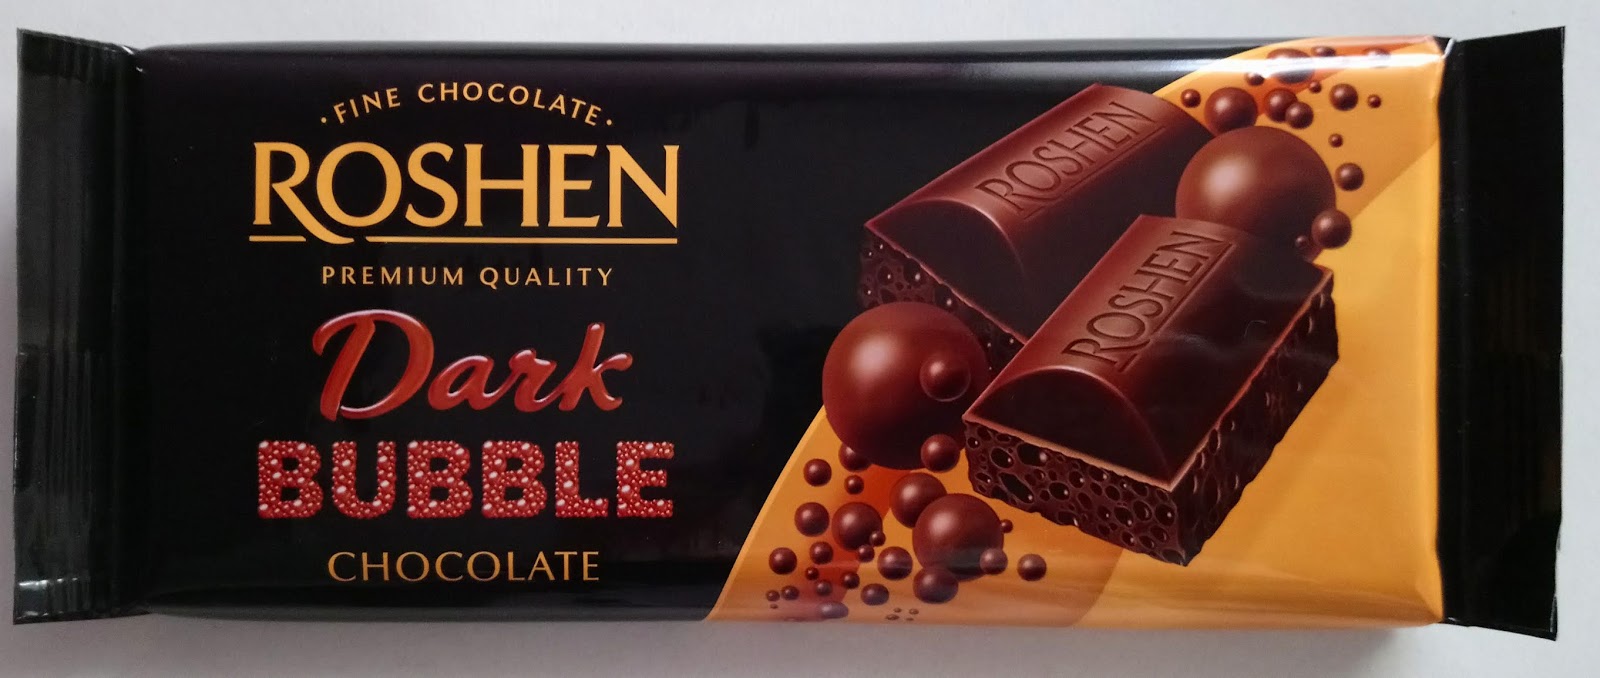 ·FINE CHOCOLATE·
ROSHEN
PREMIUM QUALITY
Dark
BUBBLE
CHOCOLATE
ROSHEN
ROSHEN